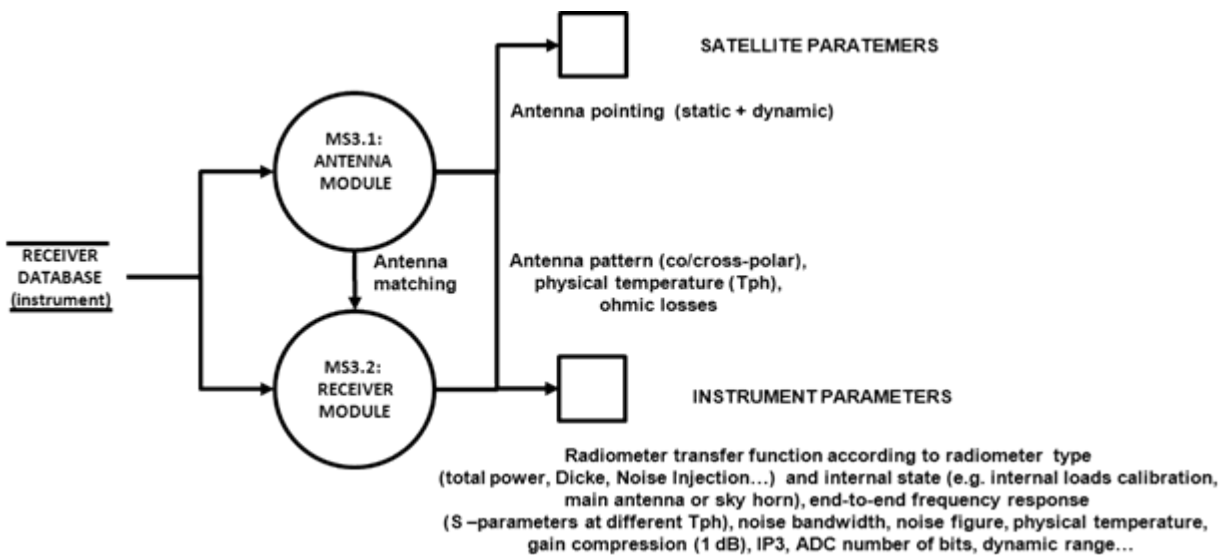 SATELLITE PARATEMERS
Antenna pointing (static + dynamic)
MS3.1:
ANTENNA
MODULE
RECEIVER
DATABASE
(instrument)
Antenna
matching
Antenna pattern (co/cross-polar),
physical temperature (Tph),
ohmic losses
MS3.2:
RECEIVER
MODULE
INSTRUMENT PARAMETERS
Radiometer transfer function according to radiometer type
(total power, Dicke, Noise Injection…) and internal state (e.g. internal loads calibration,
main antenna or sky horn), end-to-end frequency response
(S –parameters at different Tph), noise bandwidth, noise figure, physical temperature,
gain compression (1 dB), IP3, ADC number of bits, dynamic range…